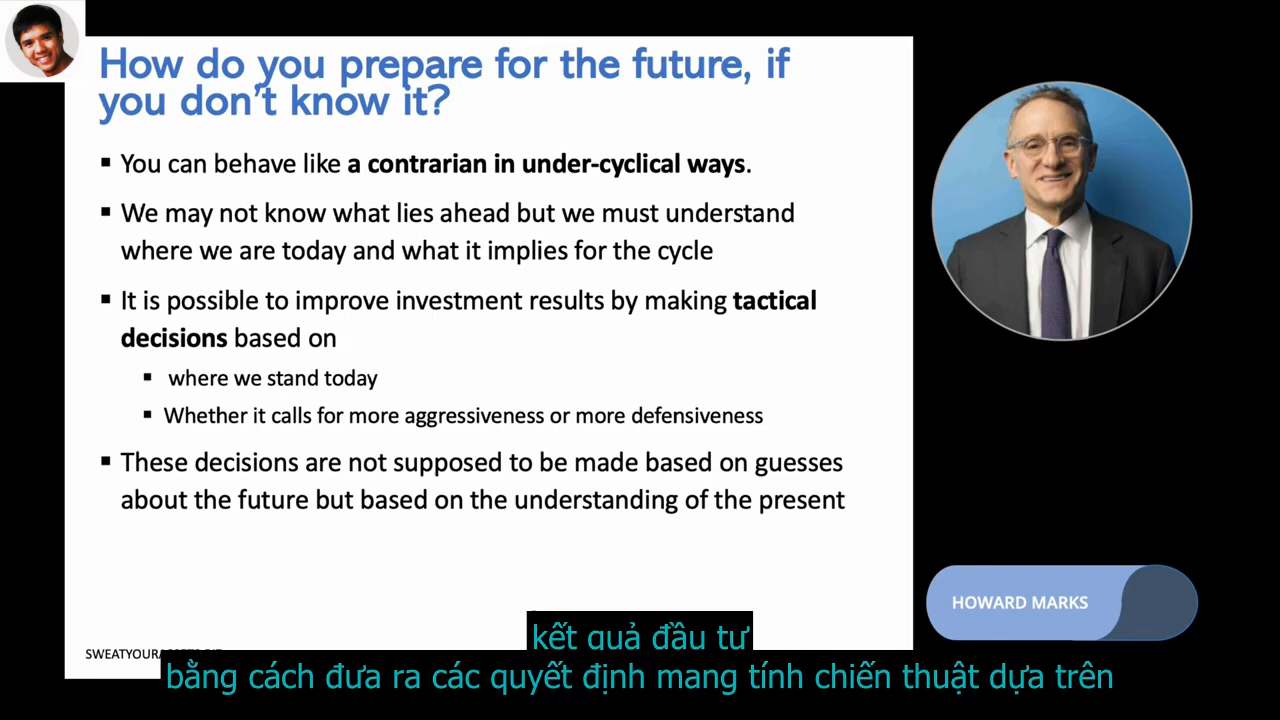 How do you prepare for the future, if
you don't know it?
▪ You can behave like a contrarian in under-cyclical ways.
▪ We may not know what lies ahead but we must understand
where we are today and what it implies for the cycle
▪ It is possible to improve investment results by making tactical
decisions based on
▪ where we stand today
▪ Whether it calls for more aggressiveness or more defensiveness
▪ These decisions are not supposed to be made based on guesses
about the future but based on the understanding of the present
HOWARD MARKS
kết quả đầu tư
bằng cách đưa ra các quyết định mang tính chiến thuật dựa trên